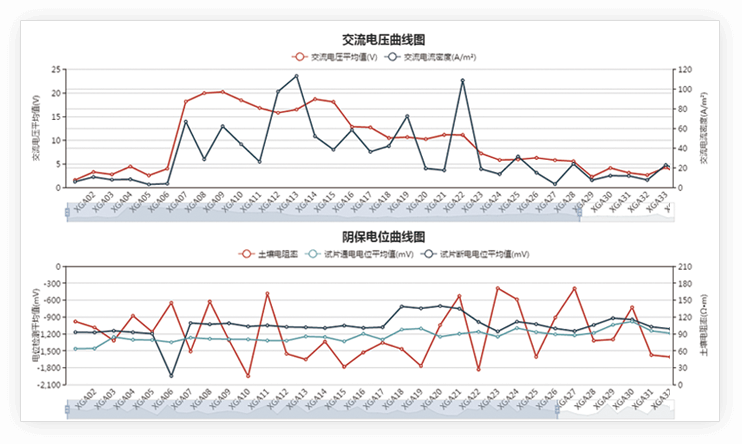 交流电压曲线图
交流电压平均值(V) 交流电流密度(A/m²)
25 120
20 100
15 80
10 60
5 40
0 20
0
交流电压平均值(V)
交流电流密度(A/m²)
XGA02 XGA03 XGA04 XGA05 XGA06 XGA07 XGA08 XGA09 XGA10 XGA11 XGA12 XGA13 XGA14 XGA15 XGA16 XGA17 XGA18 XGA19 XGA20 XGA21 XGA22 XGA23 XGA24 XGA25 XGA26 XGA27 XGA28 XGA29 XGA30 XGA31 XGA32 XGA33
阴保电位曲线图
土壤电阻率 试片通电电位平均值(mV) 试片断电电位平均值(mV)
0 210
-300 180
-600 150
-900 120
-1,200 90
-1,500 60
-1,800 30
-2,100 0
电位检测平均值(mV)
土壤电阻率(Ω•m)
XGA02 XGA03 XGA04 XGA05 XGA06 XGA07 XGA08 XGA09 XGA10 XGA11 XGA12 XGA13 XGA14 XGA15 XGA16 XGA17 XGA18 XGA19 XGA20 XGA21 XGA22 XGA23 XGA24 XGA25 XGA26 XGA27 XGA28 XGA29 XGA30 XGA31